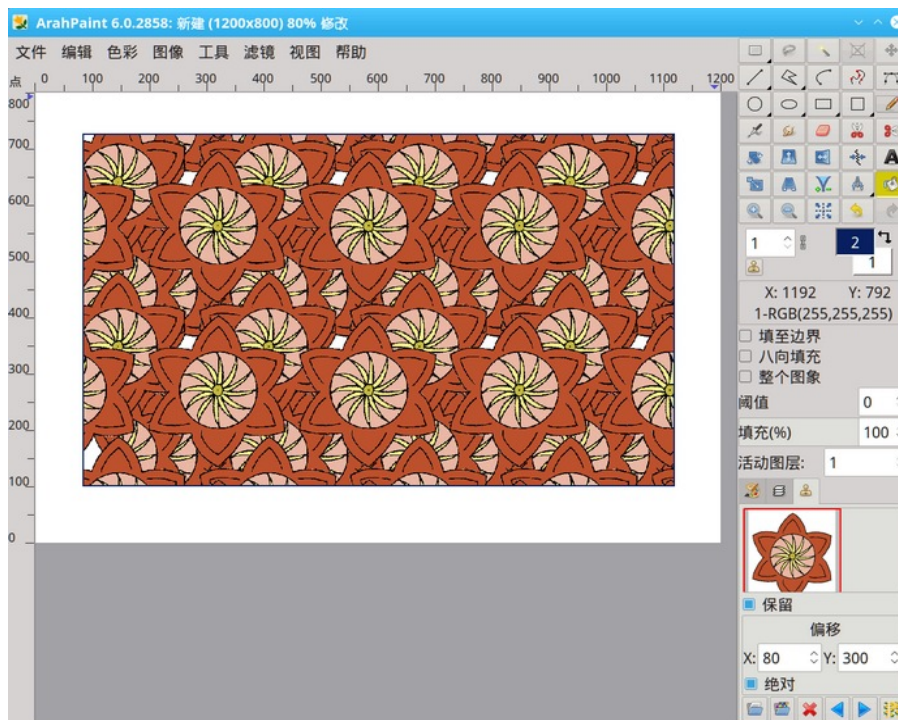 ArahPaint 6.0.2858: 新建 (1200x800) 80% 修改
文件 编辑 色彩 图像 工具 滤镜 视图 帮助
点 0 100 200 300 400 500 600 700 800 900 1000 1100 1200
800
700
600
500
400
300
200
100
0
A
1 2
1
X: 1192 Y: 792
1-RGB(255,255,255)
填至边界
八向填充
整个图象
阈值 0
填充(%) 100
活动图层: 1
保留
偏移
X: 80 Y: 300
绝对